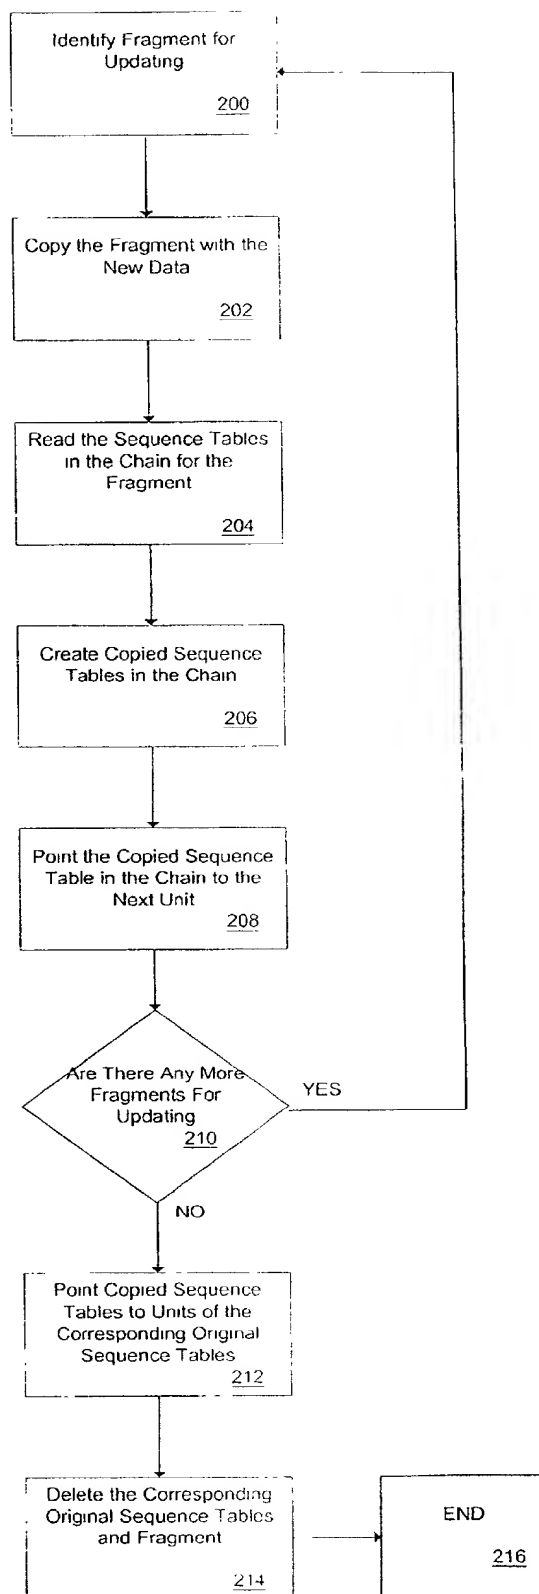 Identify Fragment for
Updating
200
Copy the Fragment with the
New Data
202
Read the Sequence Tables
in the Chain for the
Fragment
204
Create Copied Sequence
Tables in the Chain
206
Point the Copied Sequence
Table in the Chain to the
Next Unit
208
Are There Any More
Fragments For
Updating
210
YES
NO
Point Copied Sequence
Tables to Units of the
Corresponding Original
Sequence Tables
212
Delete the Corresponding
Original Sequence Tables
and Fragment
214
END
216